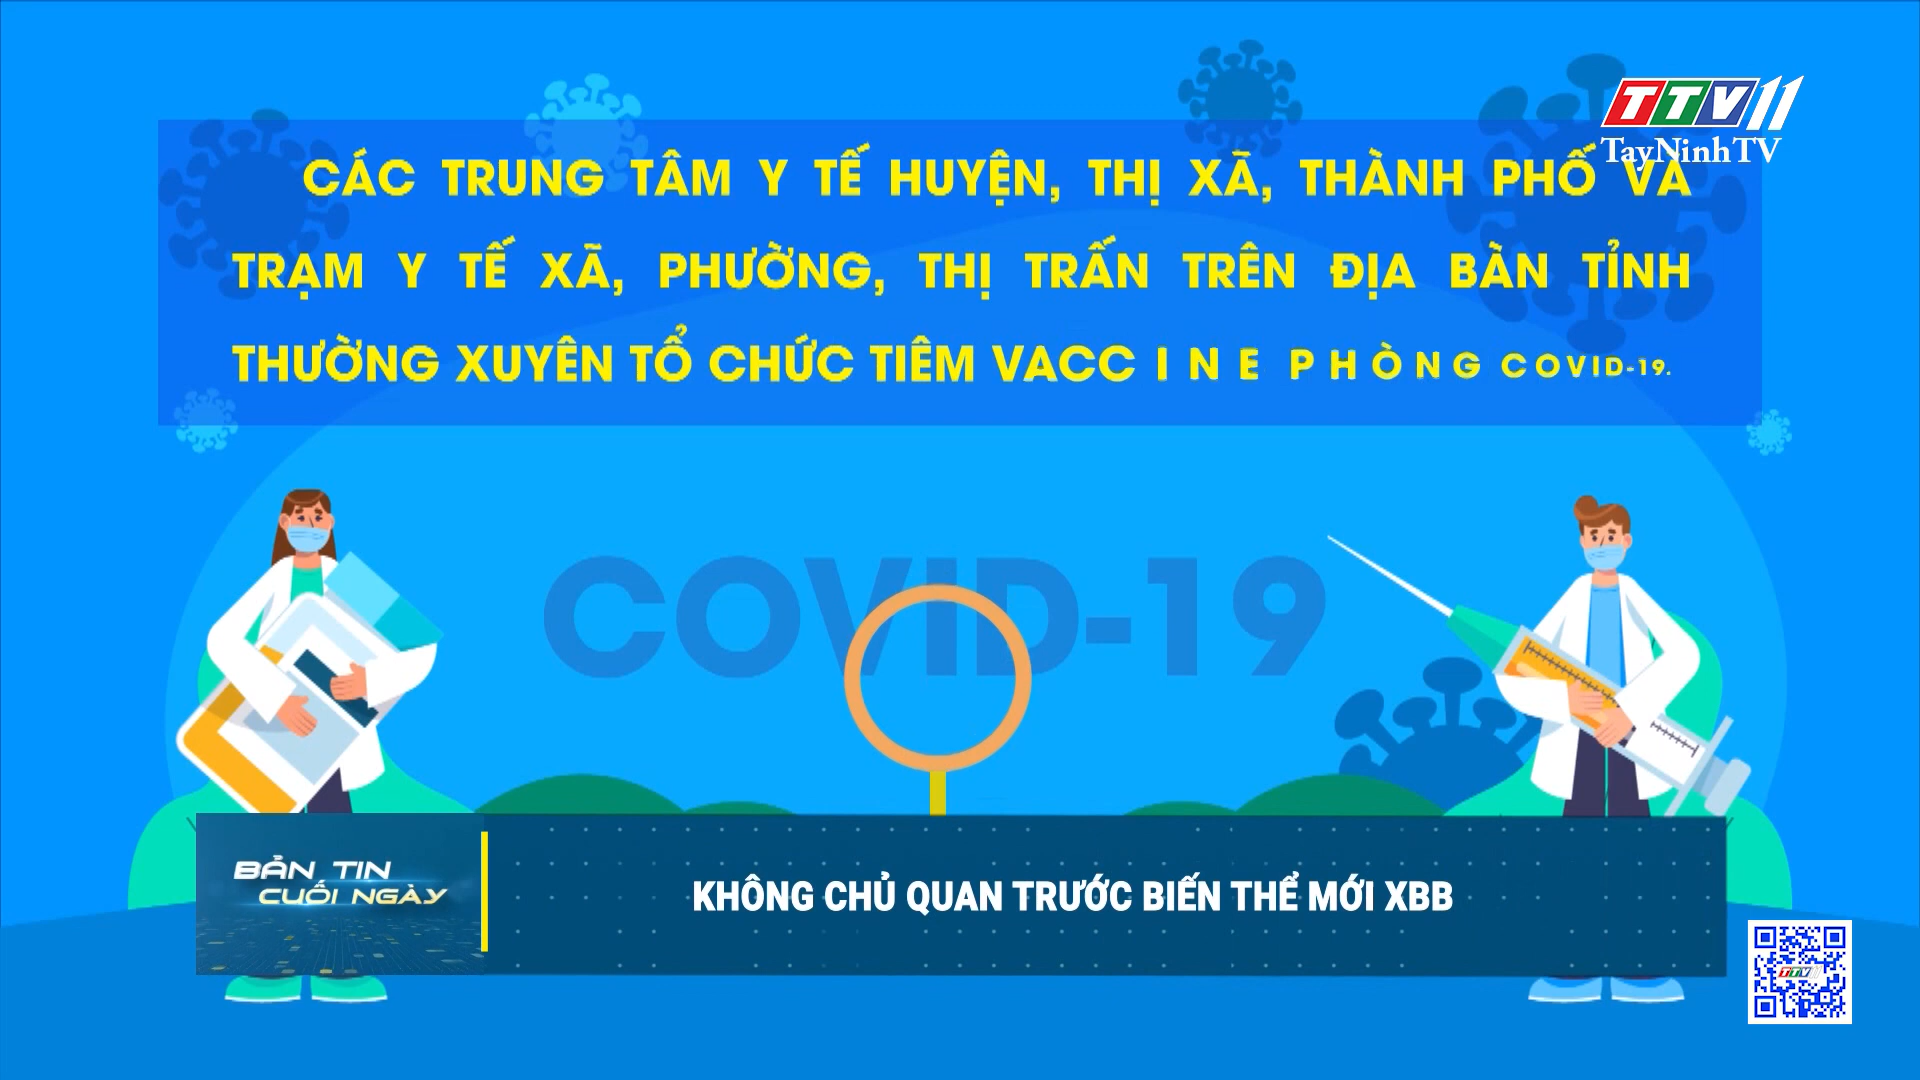 TTV11
TayNinhTV
CÁC TRUNG TÂM Y TẾ HUYỆN, THỊ XÃ, THÀNH PHỐ VÀ
TRẠM Y TẾ XÃ, PHƯỜNG, THỊ TRẤN TRÊN ĐỊA BÀN TỈNH
THƯỜNG XUYÊN TỔ CHỨC TIÊM VACCINE PHÒNG COVID-19.
COVID-19
BẢN TIN
CUỐI NGÀY
KHÔNG CHỦ QUAN TRƯỚC BIẾN THỂ MỚI XBB
TTV11